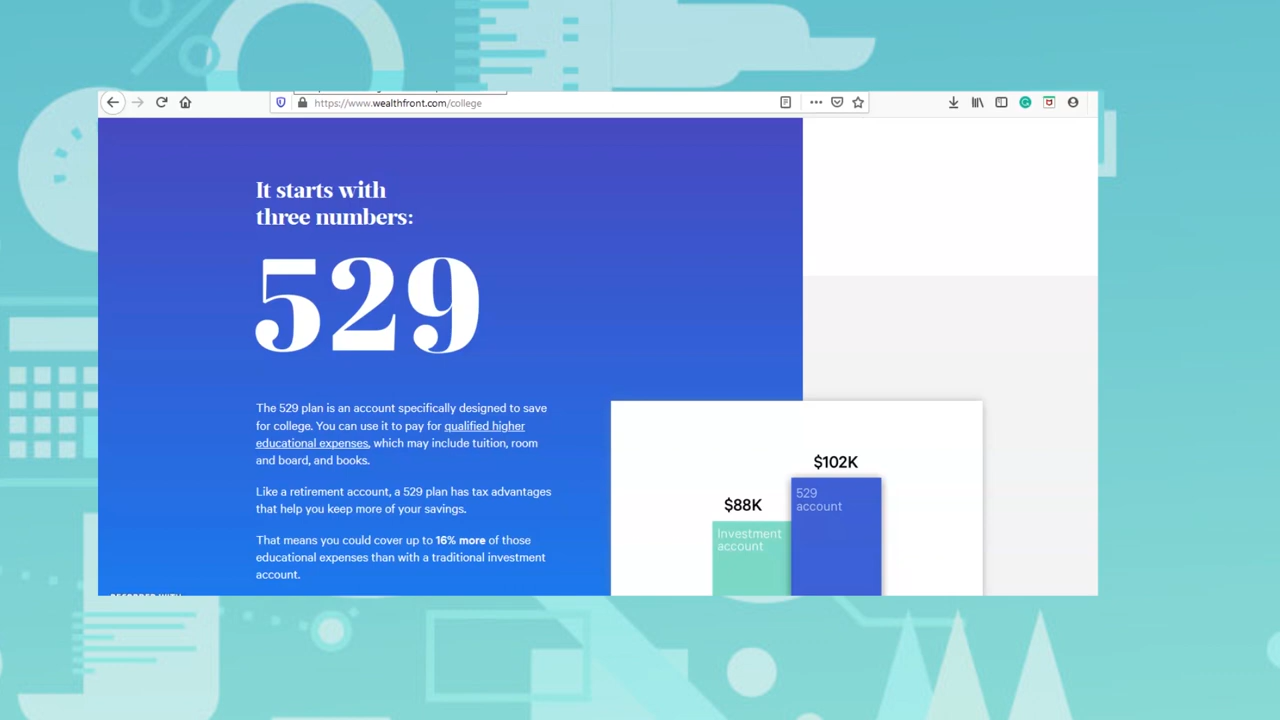 https://www.wealthfront.com/college
It starts with
three numbers:
529
The 529 plan is an account specifically designed to save
for college. You can use it to pay for qualified higher
educational expenses, which may include tuition, room
and board, and books.
Like a retirement account, a 529 plan has tax advantages
that help you keep more of your savings.
That means you could cover up to 16% more of those
educational expenses than with a traditional investment
account.
$102K
529
account
$88K
Investment
account
RECORDED WITH
%